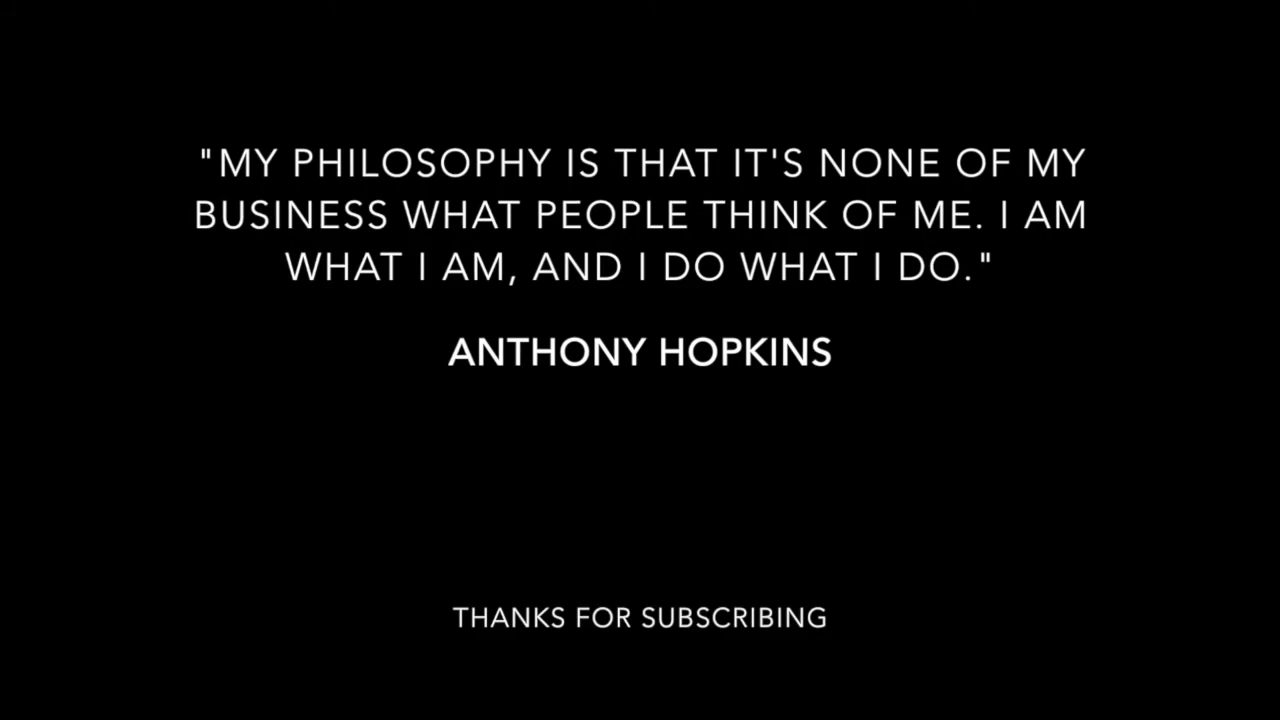 "MY PHILOSOPHY IS THAT IT'S NONE OF MY
BUSINESS WHAT PEOPLE THINK OF ME. I AM
WHAT I AM, AND I DO WHAT I DO."
ANTHONY HOPKINS
THANKS FOR SUBSCRIBING